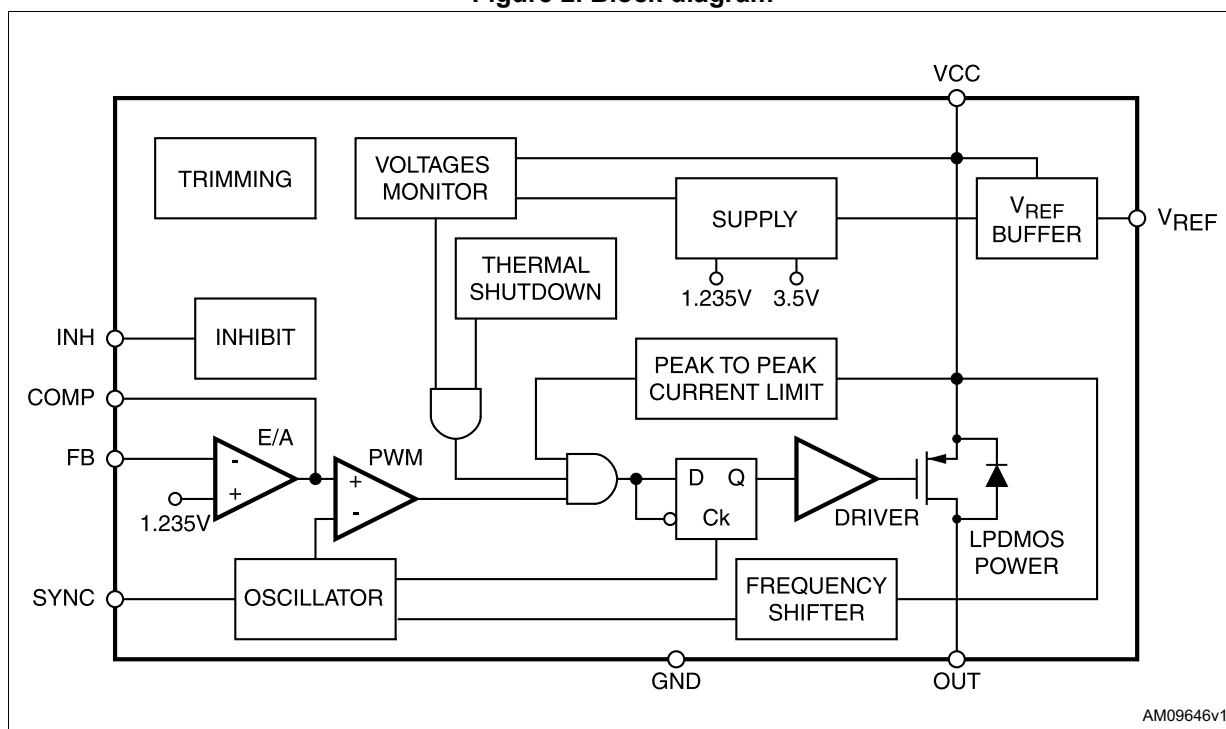 Figure 2. Block diagram
VCC
TRIMMING
VOLTAGES
MONITOR
SUPPLY
VREF
BUFFER
VREF
THERMAL
SHUTDOWN
1.235V
3.5V
INH
INHIBIT
PEAK TO PEAK
CURRENT LIMIT
COMP
E/A
FB
-
+
1.235V
PWM
+
-
D
Q
Ck
DRIVER
LPDMOS
POWER
SYNC
OSCILLATOR
FREQUENCY
SHIFTER
GND
OUT
AM09646v1